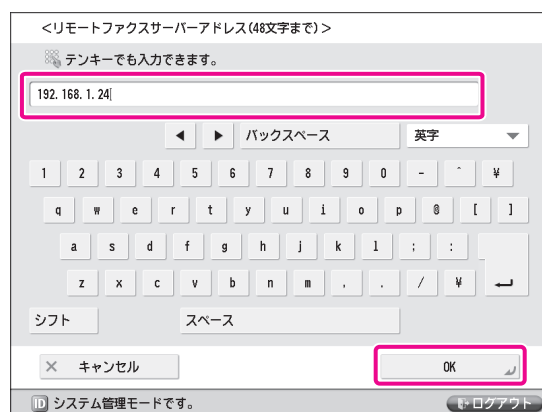 <リモートファクスサーバーアドレス(48文字まで)>
テンキーでも入力できます。
192. 168. 1. 24
◀ ▶ バックスペース 英字 ▼
1 2 3 4 5 6 7 8 9 0 - ^ ¥
q w e r t y u i o p @ [ ]
a s d f g h j k l ; :
z x c v b n m , . / ¥
シフト スペース
× キャンセル OK
ID システム管理モードです。 ログアウト